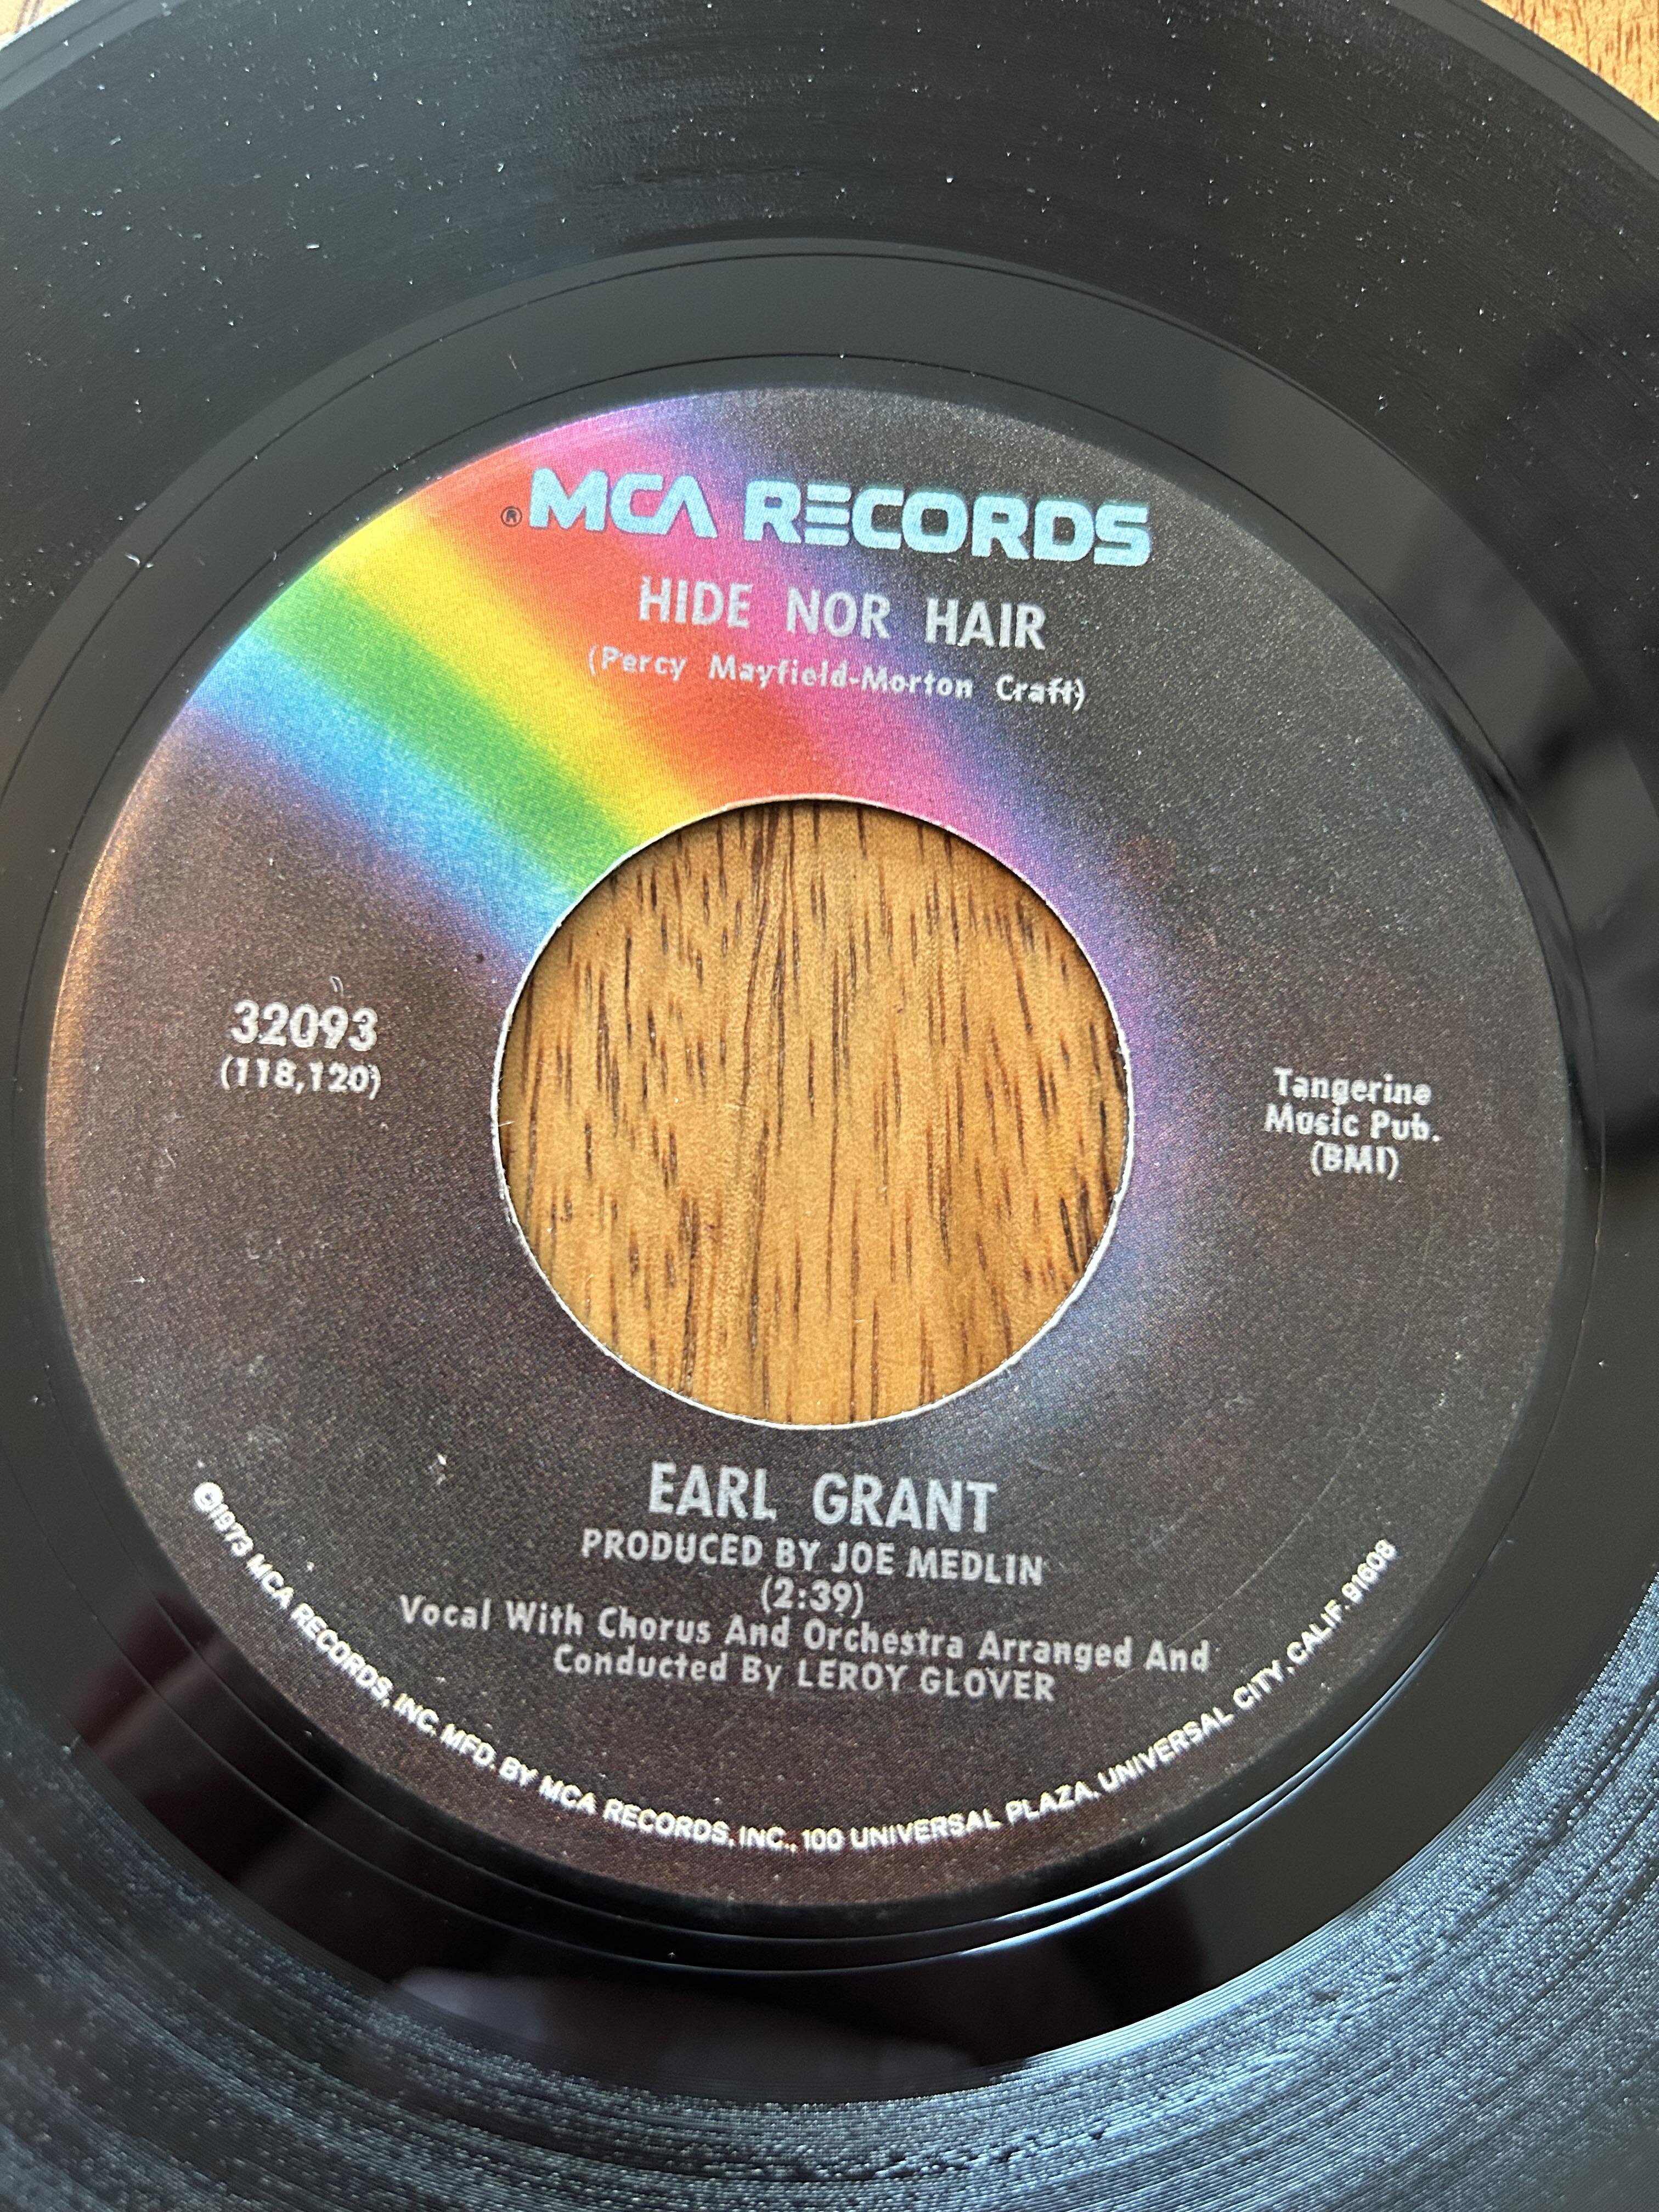 ® MCA RECORDS
HIDE NOR HAIR
(Percy Mayfield-Morton Craft)
32093
(118,120)
Tangerine
Music Pub.
(BMI)
EARL GRANT
PRODUCED BY JOE MEDLIN
(2:39)
Vocal With Chorus And Orchestra Arranged And
Conducted By LEROY GLOVER
©1973 MCA RECORDS, INC. MFD. BY MCA RECORDS, INC., 100 UNIVERSAL PLAZA, UNIVERSAL CITY, CALIF. 91608